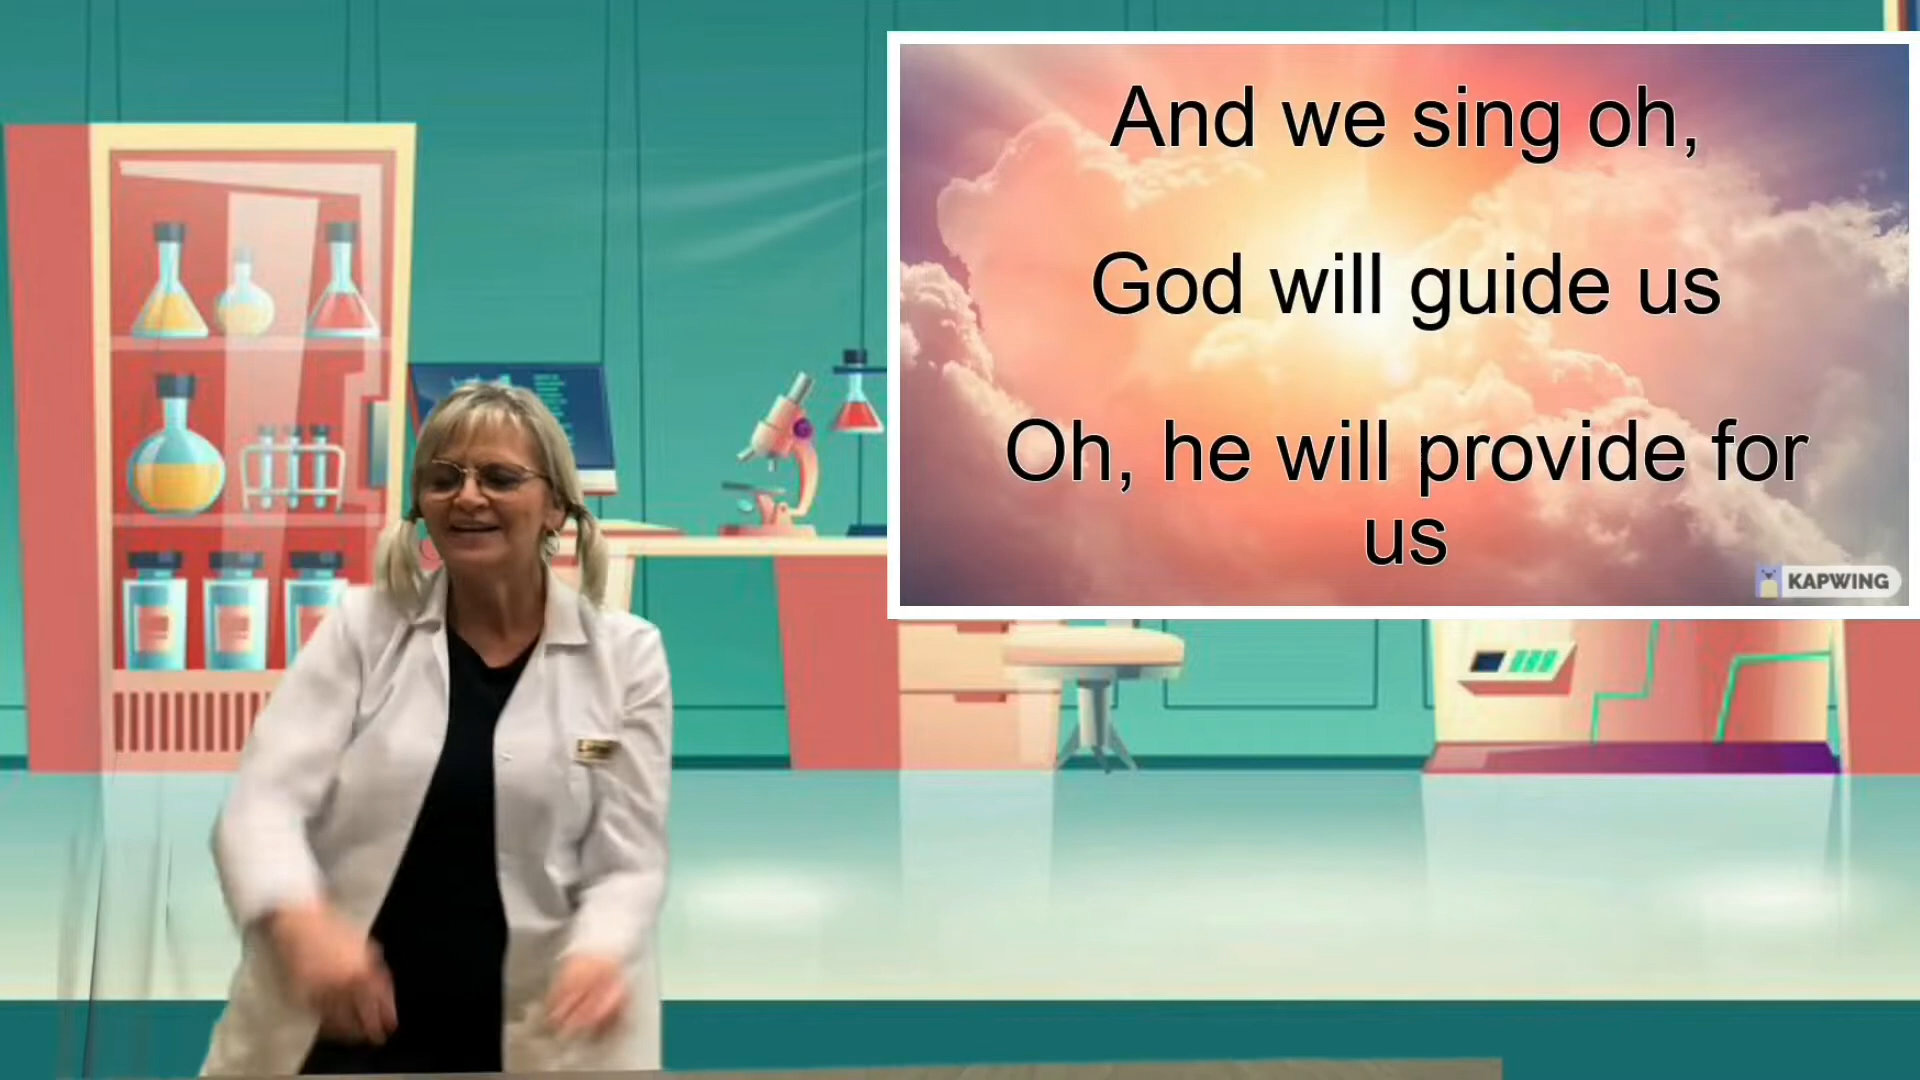 And we sing oh,
God will guide us
Oh, he will provide for
us
KAPWING